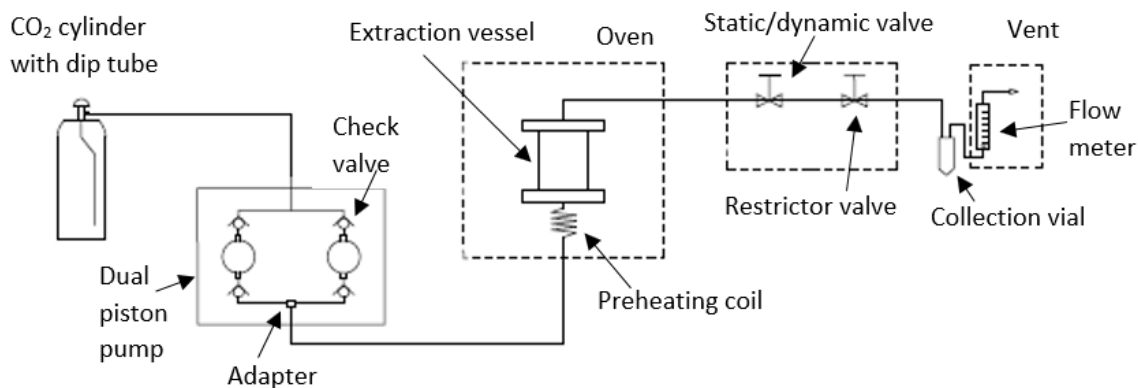 CO₂ cylinder
with dip tube
Extraction vessel
Oven
Static/dynamic valve
Vent
Check
valve
Flow
meter
Restrictor valve
Collection vial
Dual
piston
pump
Preheating coil
Adapter